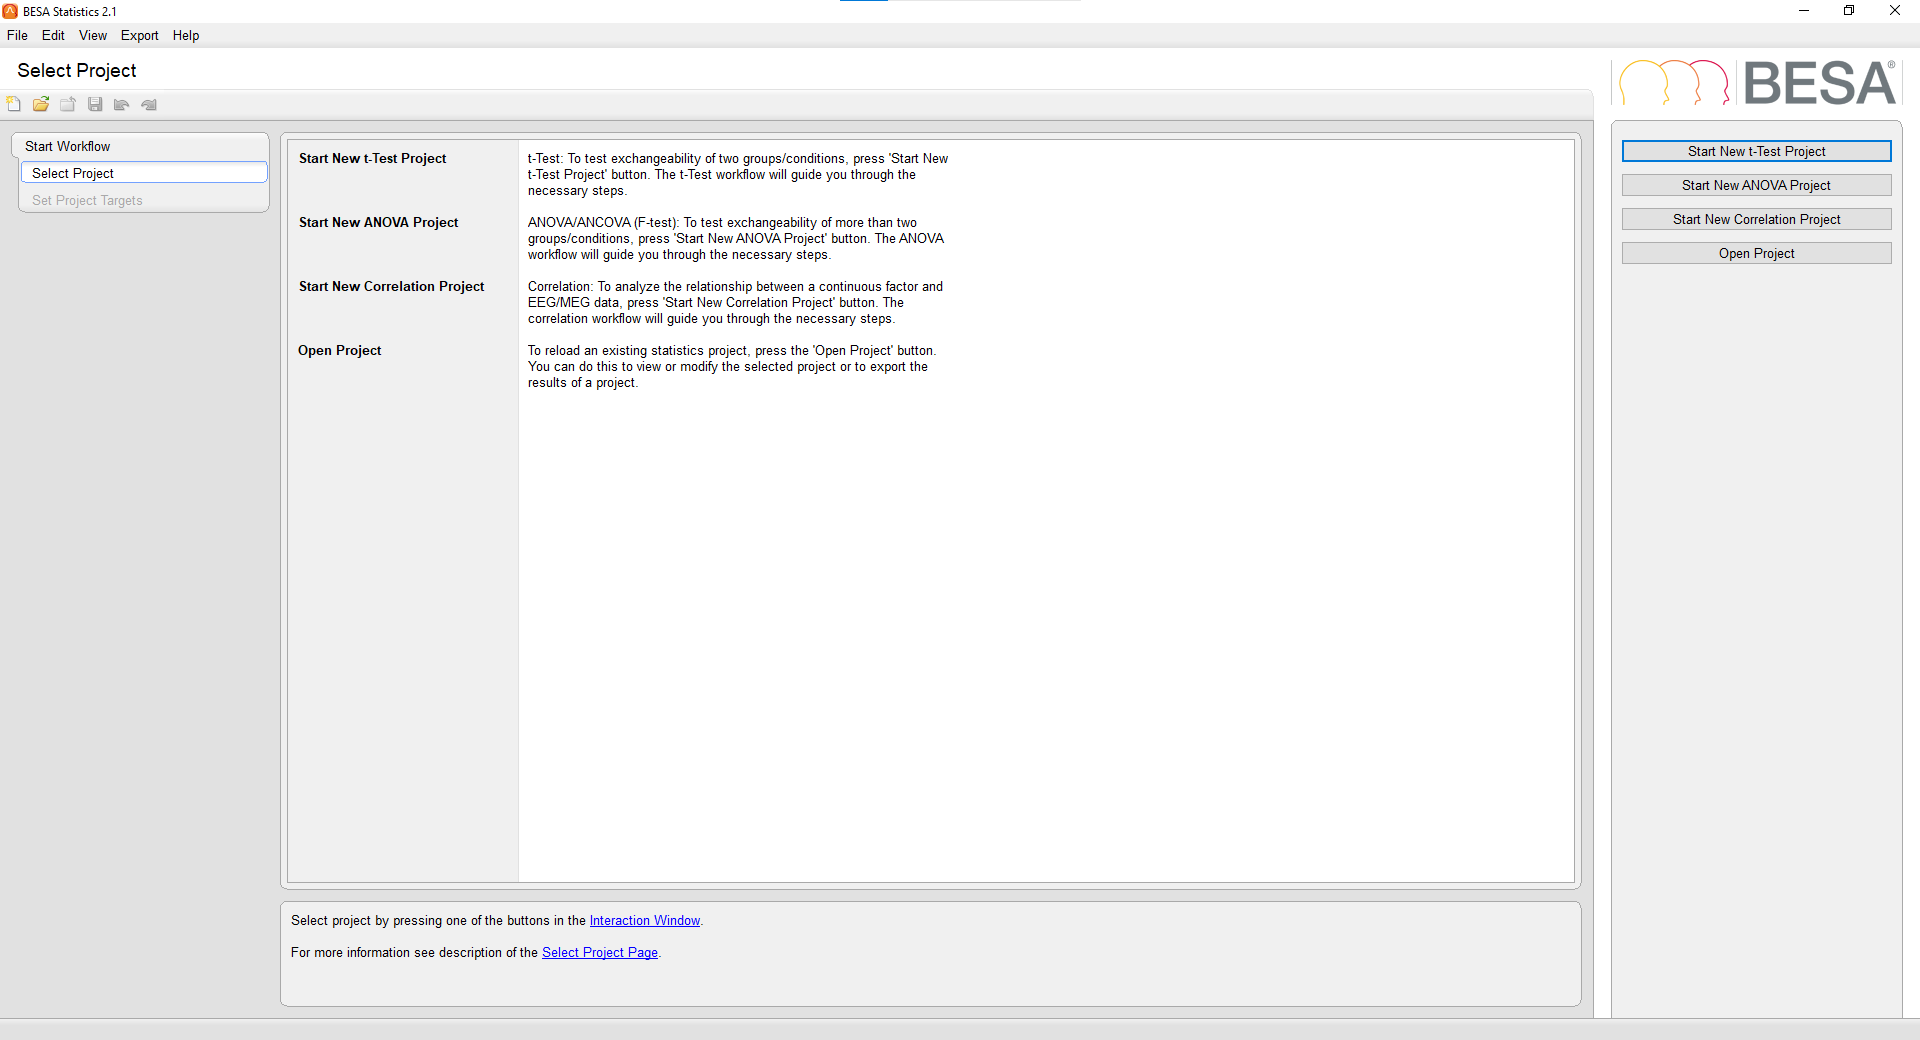 BESA Statistics 2.1
File Edit View Export Help
Select Project
BESA®
Start Workflow
Select Project
Set Project Targets
Start New t-Test Project
t-Test: To test exchangeability of two groups/conditions, press 'Start New
t-Test Project' button. The t-Test workflow will guide you through the
necessary steps.
Start New ANOVA Project
ANOVA/ANCOVA (F-test): To test exchangeability of more than two
groups/conditions, press 'Start New ANOVA Project' button. The ANOVA
workflow will guide you through the necessary steps.
Start New Correlation Project
Correlation: To analyze the relationship between a continuous factor and
EEG/MEG data, press 'Start New Correlation Project' button. The
correlation workflow will guide you through the necessary steps.
Open Project
To reload an existing statistics project, press the 'Open Project' button.
You can do this to view or modify the selected project or to export the
results of a project.
Select project by pressing one of the buttons in the Interaction Window.
For more information see description of the Select Project Page.
Start New t-Test Project
Start New ANOVA Project
Start New Correlation Project
Open Project